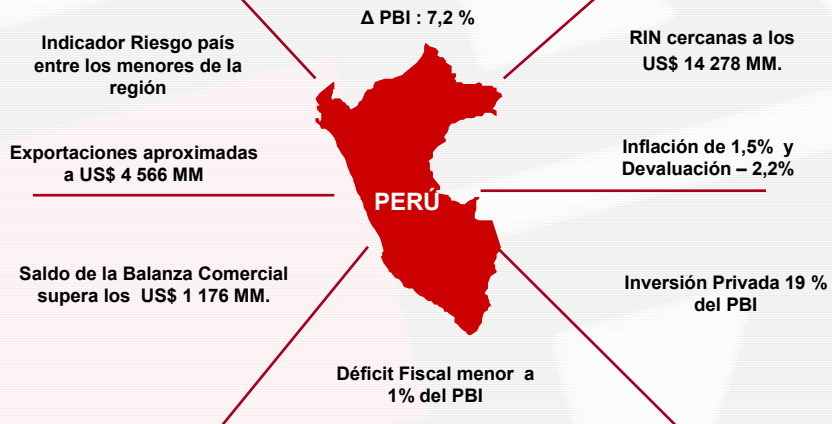 Δ PBI : 7,2 %
Indicador Riesgo país
entre los menores de la
región
RIN cercanas a los
US$ 14 278 MM.
Exportaciones aproximadas
a US$ 4 566 MM
Inflación de 1,5% y
Devaluación – 2,2%
PERÚ
Saldo de la Balanza Comercial
supera los US$ 1 176 MM.
Inversión Privada 19 %
del PBI
Déficit Fiscal menor a
1% del PBI